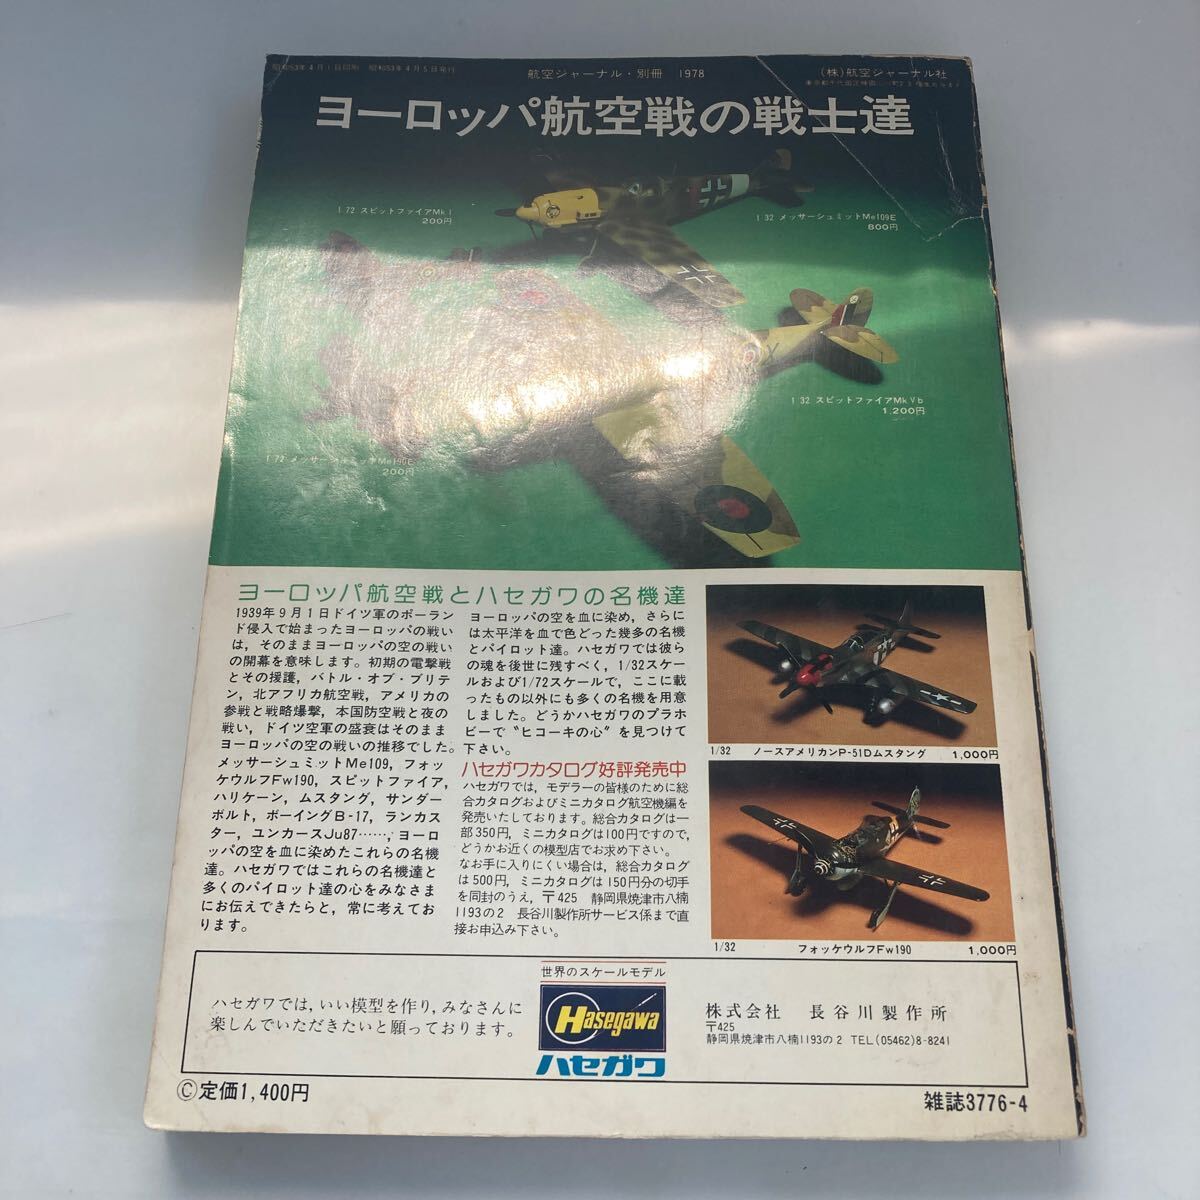 昭和53年4月1日印刷 昭和53年4月5日発行
航空ジャーナル・別冊 1978
(株)航空ジャーナル社
ヨーロッパ航空戦の戦士達
1 72 スピットファイアMk I
200円
1 32 メッサーシュミットMe109E
800円
1 32 スピットファイアMk Vb
1,200円
1 72 メッサーシュミットMe190E
200円
ヨーロッパ航空戦とハセガワの名機達
1939年9月1日ドイツ軍のポーラン
ド侵入で始まったヨーロッパの戦い
は, そのままヨーロッパの空の戦い
の開幕を意味します。初期の電撃戦
とその援護, バトル・オブ・ブリテ
ン, 北アフリカ航空戦, アメリカの
参戦と戦略爆撃, 本国防空戦と夜の
戦い, ドイツ空軍の盛衰はそのまま
ヨーロッパの空の戦いの推移でした。
メッサーシュミットMe109, フォッ
ケウルフFw190, スピットファイア,
ハリケーン, ムスタング, サンダー
ボルト, ボーイングB-17, ランカス
ター, ユンカースJu87……, ヨーロ
ッパの空を血に染めたこれらの名機
達。ハセガワではこれらの名機達と
多くのパイロット達の心をみなさま
にお伝えできたらと, 常に考えてお
ります。
ヨーロッパの空を血に染め, さらに
は太平洋を血で色どった幾多の名機
とパイロット達。ハセガワでは彼ら
の魂を後世に残すべく, 1/32スケー
ルおよび1/72スケールで, ここに載
ったもの以外にも多くの名機を用意
しました。どうかハセガワのプラホ
ビーで〝ヒコーキの心〟を見つけて
下さい。
ハセガワカタログ好評発売中
ハセガワでは, モデラーの皆様のために総
合カタログおよびミニカタログ航空機編を
発売いたしております。総合カタログは一
部350円, ミニカタログは100円ですので,
どうかお近くの模型店でお求め下さい。
なお手に入りにくい場合は, 総合カタログ
は500円, ミニカタログは150円分の切手
を同封のうえ, 〒425 静岡県焼津市八楠
1193の2 長谷川製作所サービス係まで直
接お申込み下さい。
1/32 ノースアメリカンP-51Dムスタング 1,000円
1/32 フォッケウルフFw190 1,000円
ハセガワでは, いい模型を作り, みなさんに
楽しんでいただきたいと願っております。
世界のスケールモデル
Hasegawa
ハセガワ
株式会社 長谷川製作所
〒425
静岡県焼津市八楠1193の2 TEL(05462)8-8241
Ⓒ定価1,400円
雑誌3776-4